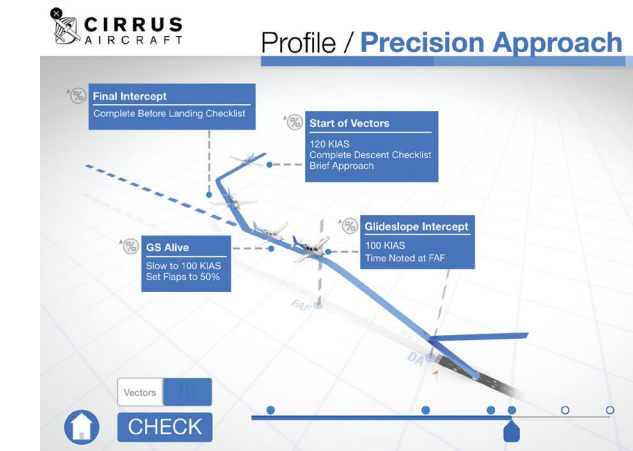 CIRRUS
AIRCRAFT
Profile / Precision Approach
% Final Intercept
Complete Before Landing Checklist
% Start of Vectors
120 KIAS
Complete Descent Checklist
Brief Approach
% GS Alive
Slow to 100 KIAS
Set Flaps to 50%
% Glideslope Intercept
100 KIAS
Time Noted at FAF
FAF
DA
Vectors
CHECK